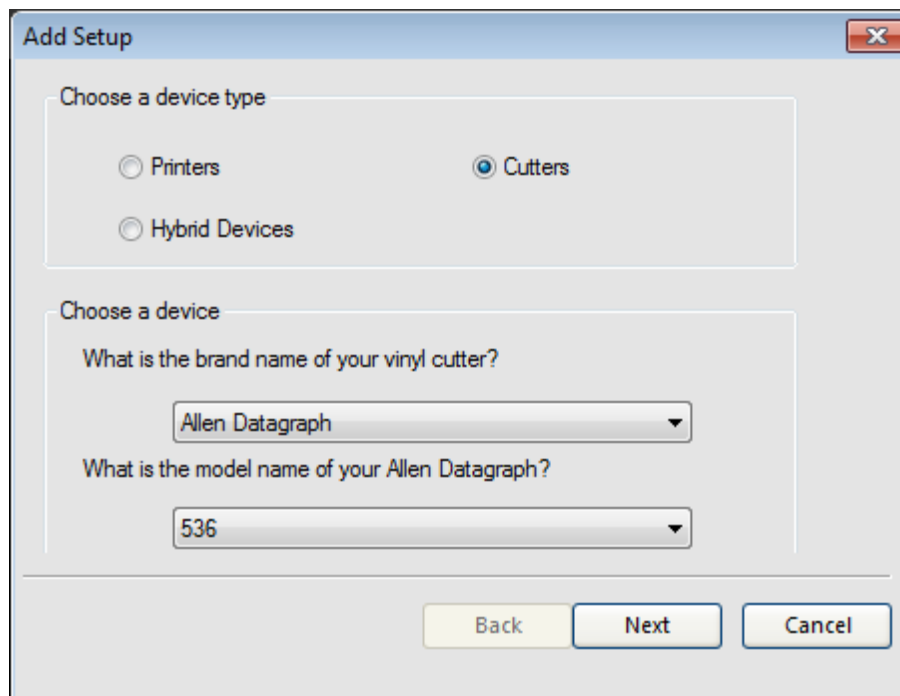 Add Setup
Choose a device type
Printers
Cutters
Hybrid Devices
Choose a device
What is the brand name of your vinyl cutter?
Allen Datagraph
What is the model name of your Allen Datagraph?
536
Back
Next
Cancel